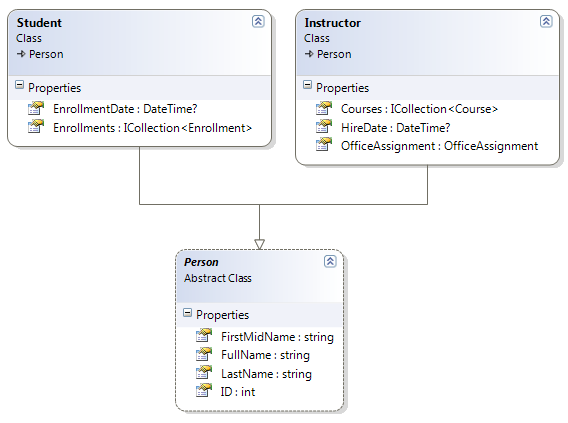 Student
Class
Person
Properties
EnrollmentDate : DateTime?
Enrollments : ICollection<Enrollment>
Instructor
Class
Person
Properties
Courses : ICollection<Course>
HireDate : DateTime?
OfficeAssignment : OfficeAssignment
Person
Abstract Class
Properties
FirstMidName : string
FullName : string
LastName : string
ID : int